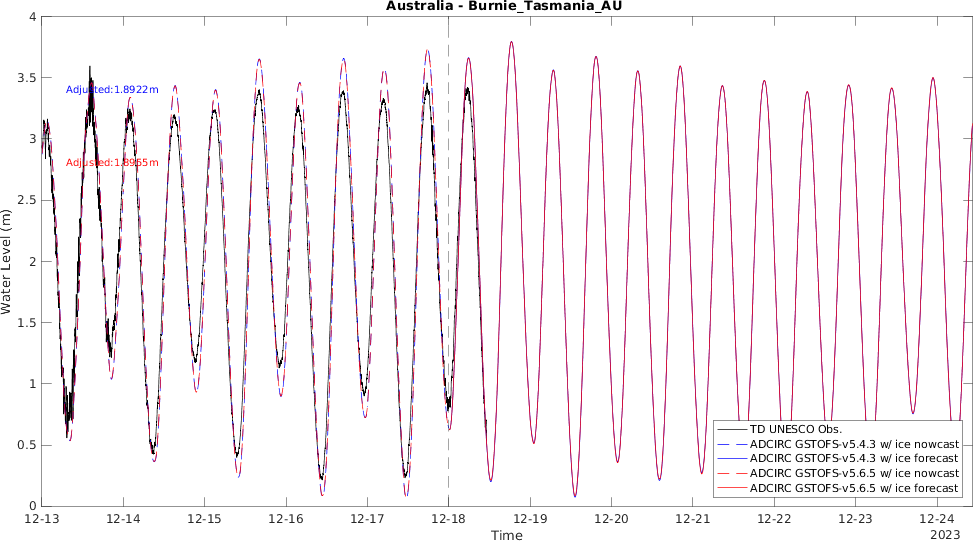 Australia - Burnie_Tasmania_AU
4
3.5
3
2.5
2
1.5
1
0.5
0
Water Level (m)
Adjusted:1.8922m
Adjusted:1.8965m
TD UNESCO Obs.
ADCIRC GSTOFS-v5.4.3 w/ ice nowcast
ADCIRC GSTOFS-v5.4.3 w/ ice forecast
ADCIRC GSTOFS-v5.6.5 w/ ice nowcast
ADCIRC GSTOFS-v5.6.5 w/ ice forecast
12-13 12-14 12-15 12-16 12-17 12-18 12-19 12-20 12-21 12-22 12-23 12-24
Time
2023